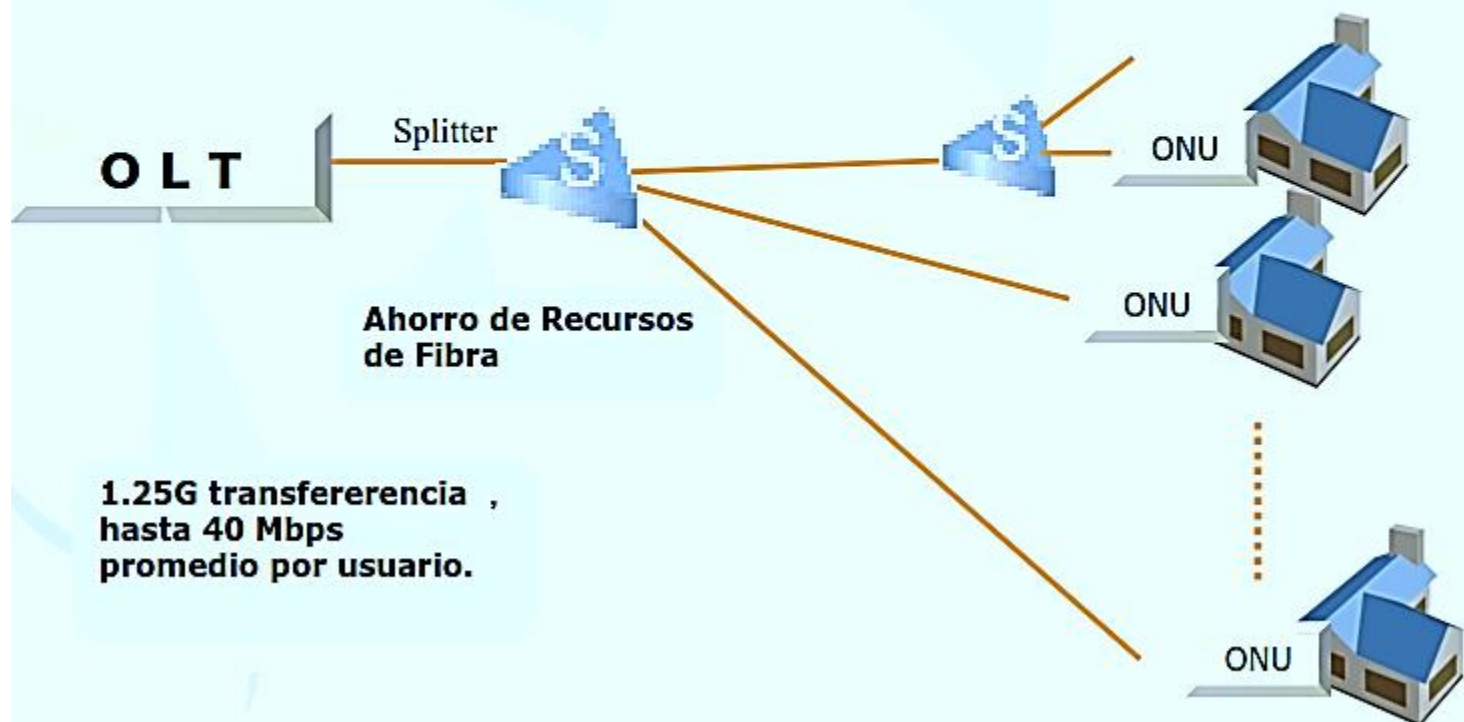 O L T
Splitter
S
S
ONU
ONU
Ahorro de Recursos
de Fibra
1.25G transfererencia ,
hasta 40 Mbps
promedio por usuario.
ONU